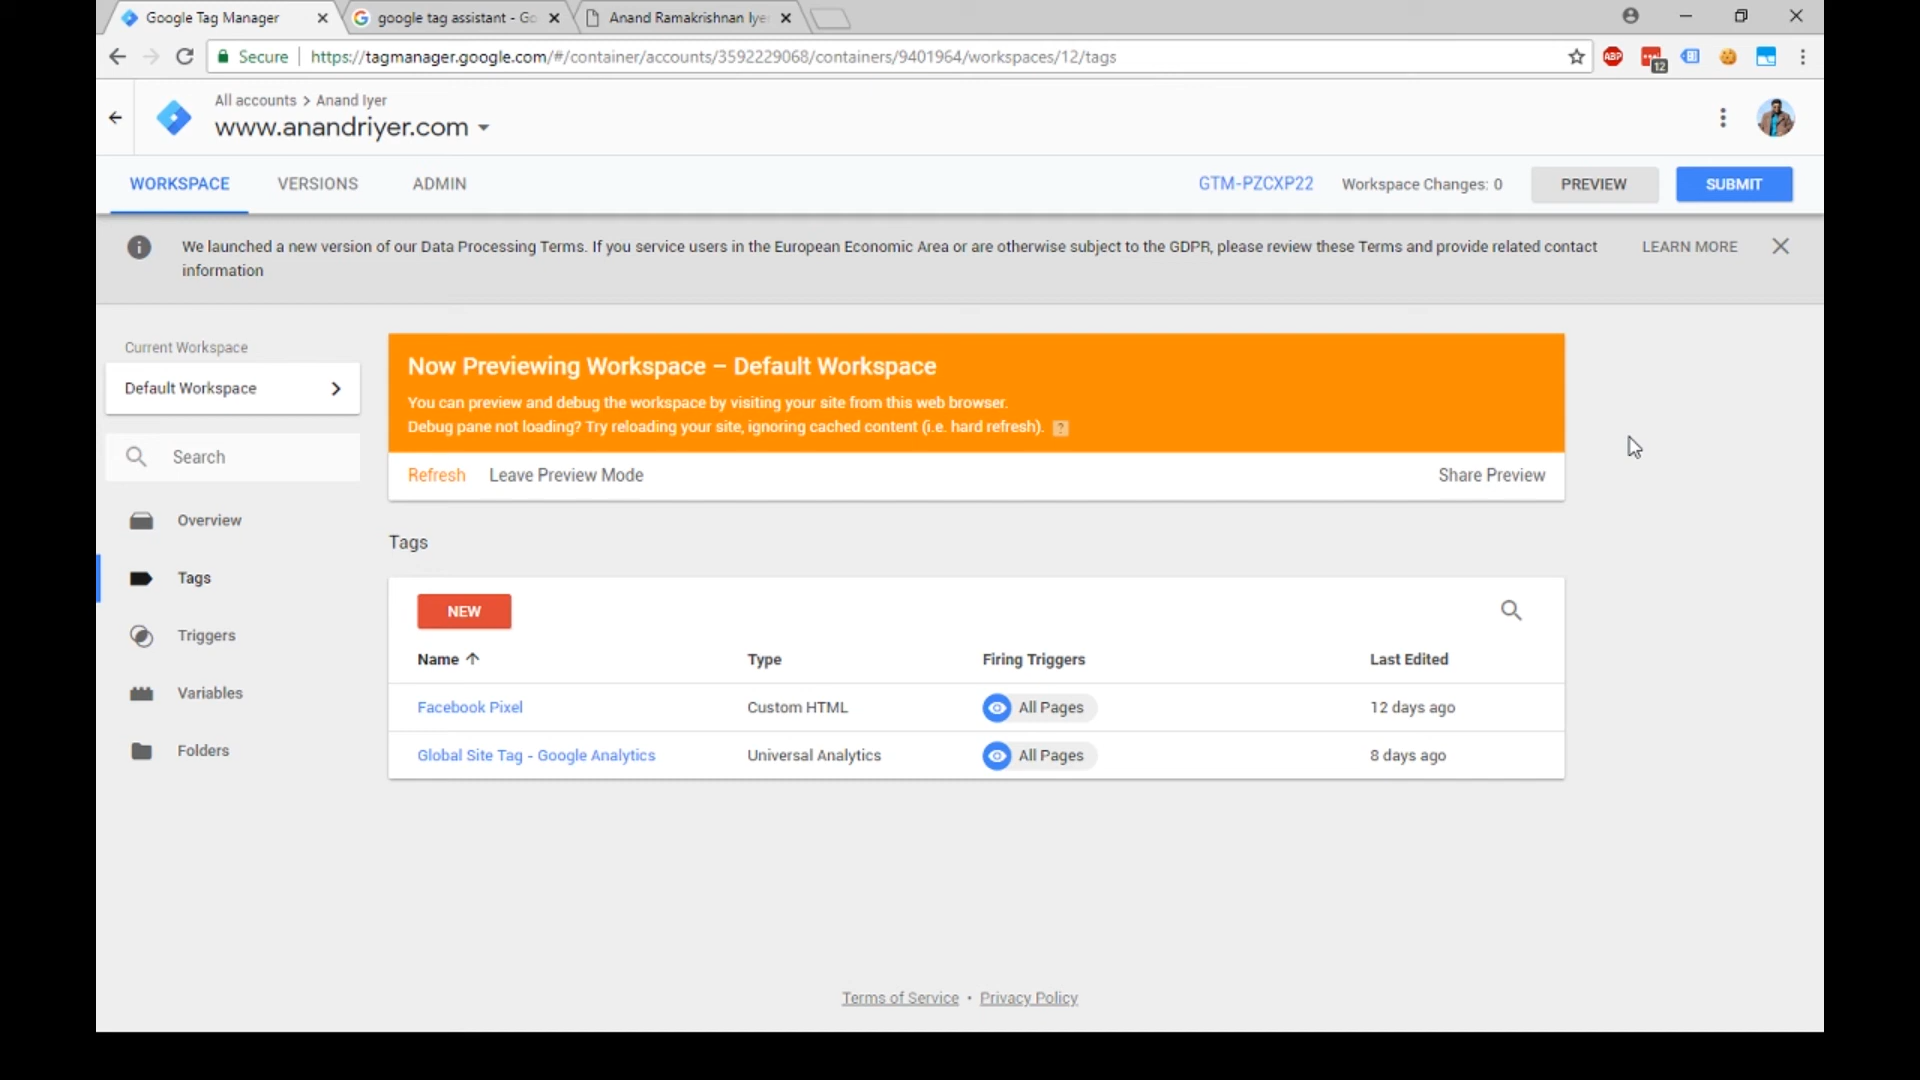 Google Tag Manager
google tag assistant - Go
Anand Ramakrishnan Iye
Secure
https://tagmanager.google.com/#/container/accounts/3592229068/containers/9401964/workspaces/12/tags
ABP
12
All accounts > Anand Iyer
www.anandriyer.com
WORKSPACE
VERSIONS
ADMIN
GTM-PZCXP22
Workspace Changes: 0
PREVIEW
SUBMIT
We launched a new version of our Data Processing Terms. If you service users in the European Economic Area or are otherwise subject to the GDPR, please review these Terms and provide related contact
information
LEARN MORE
Current Workspace
Default Workspace
Search
Overview
Tags
Triggers
Variables
Folders
Now Previewing Workspace – Default Workspace
You can preview and debug the workspace by visiting your site from this web browser.
Debug pane not loading? Try reloading your site, ignoring cached content (i.e. hard refresh). ?
Refresh
Leave Preview Mode
Share Preview
Tags
NEW
Name
Type
Firing Triggers
Last Edited
Facebook Pixel
Custom HTML
All Pages
12 days ago
Global Site Tag - Google Analytics
Universal Analytics
All Pages
8 days ago
Terms of Service • Privacy Policy